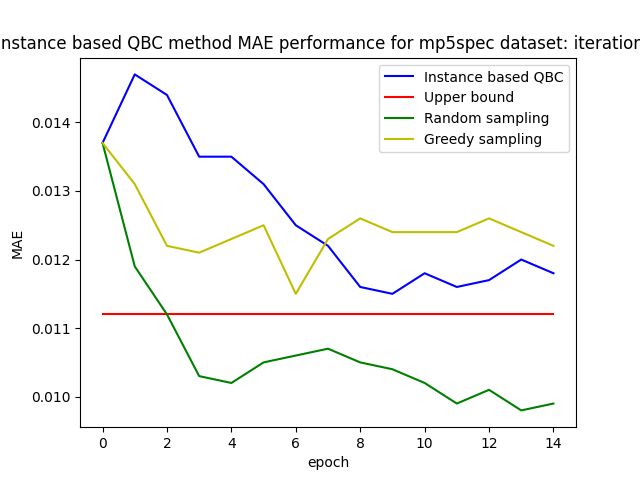 nstance based QBC method MAE performance for mp5spec dataset: iteration
Instance based QBC
Upper bound
Random sampling
Greedy sampling
0.014
0.013
0.012
0.011
0.010
MAE
0 2 4 6 8 10 12 14
epoch